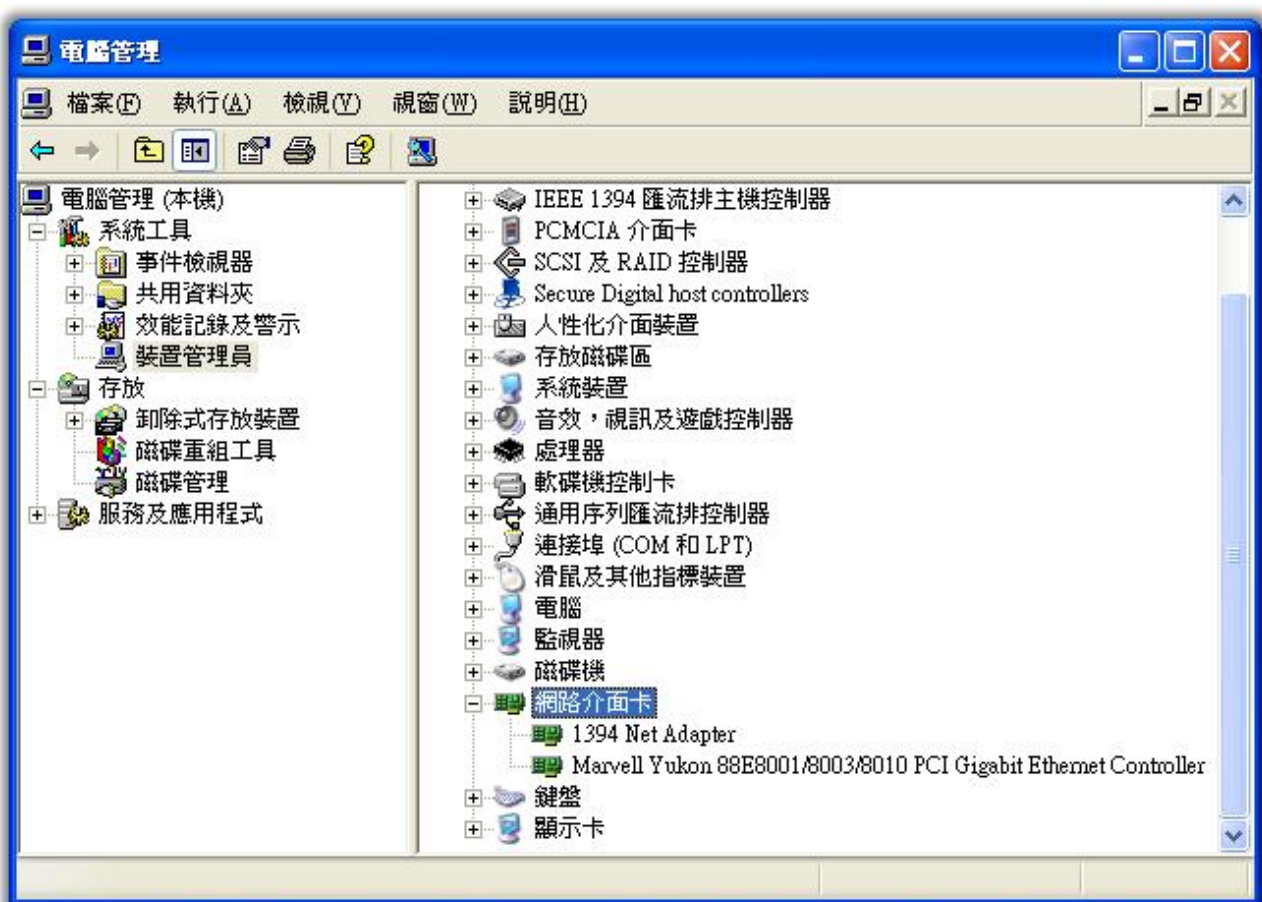 電腦管理
檔案(F) 執行(A) 檢視(V) 視窗(W) 說明(H)
電腦管理 (本機)
系統工具
事件檢視器
共用資料夾
效能記錄及警示
裝置管理員
存放
卸除式存放裝置
磁碟重組工具
磁碟管理
服務及應用程式
IEEE 1394 匯流排主機控制器
PCMCIA 介面卡
SCSI 及 RAID 控制器
Secure Digital host controllers
人性化介面裝置
存放磁碟區
系統裝置
音效，視訊及遊戲控制器
處理器
軟碟機控制卡
通用序列匯流排控制器
連接埠 (COM 和 LPT)
滑鼠及其他指標裝置
電腦
監視器
磁碟機
網路介面卡
1394 Net Adapter
Marvell Yukon 88E8001/8003/8010 PCI Gigabit Ethernet Controller
鍵盤
顯示卡